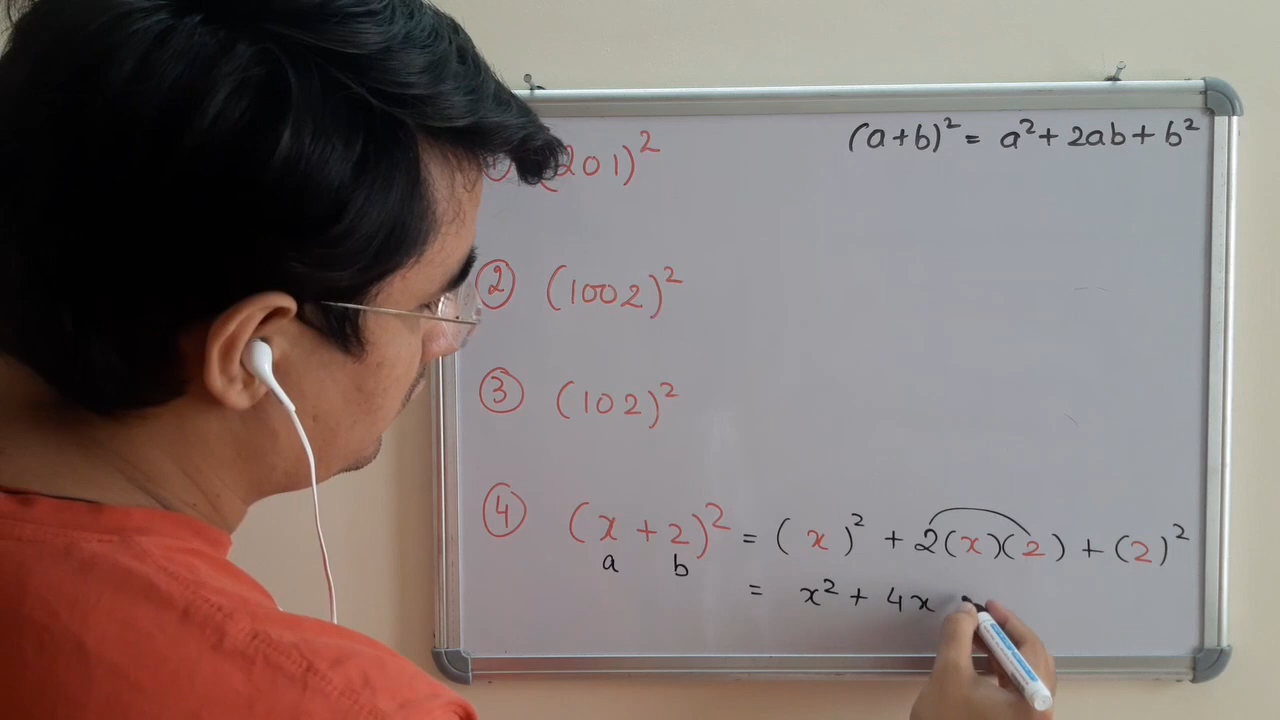 (a+b)² = a² + 2ab + b²
(201)²
② (1002)²
③ (102)²
④ (x + 2)² = (x)² + 2(x)(2) + (2)²
a b
= x² + 4x